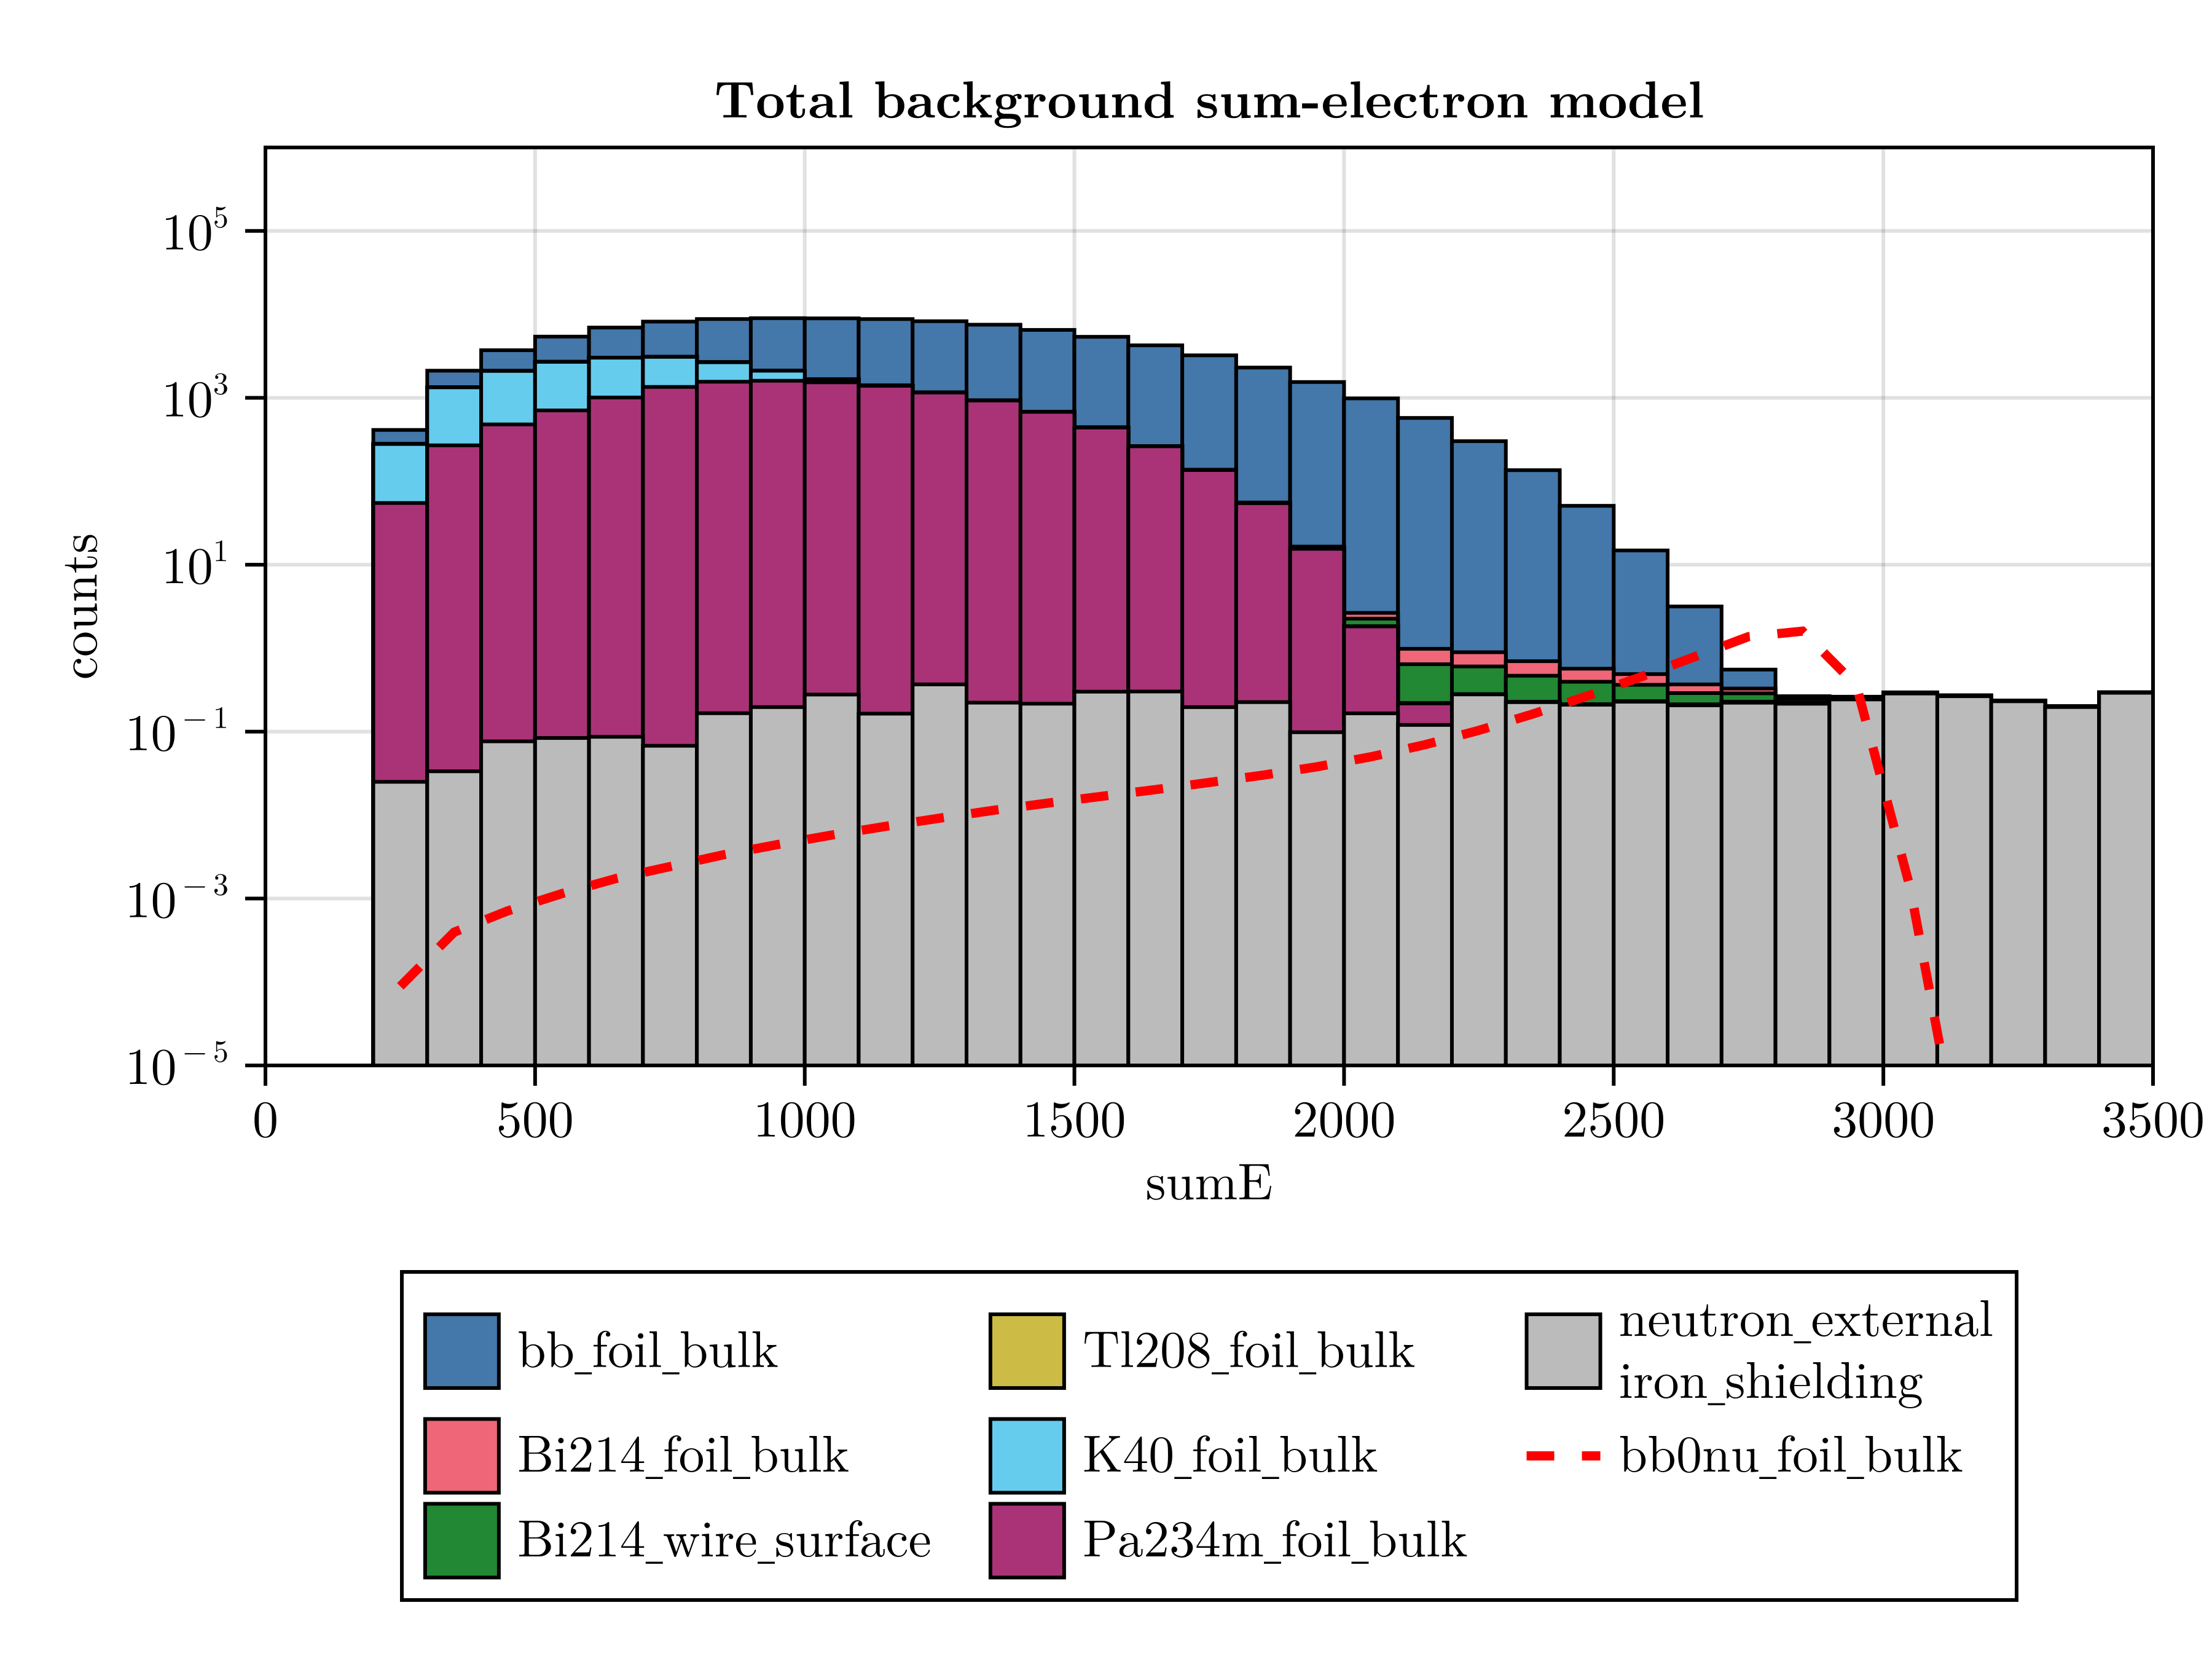 Total background sum-electron model
counts
10^5
10^3
10^1
10^−1
10^−3
10^−5
0 500 1000 1500 2000 2500 3000 3500
sumE
bb_foil_bulk
Bi214_foil_bulk
Bi214_wire_surface
Tl208_foil_bulk
K40_foil_bulk
Pa234m_foil_bulk
neutron_external
iron_shielding
bb0nu_foil_bulk